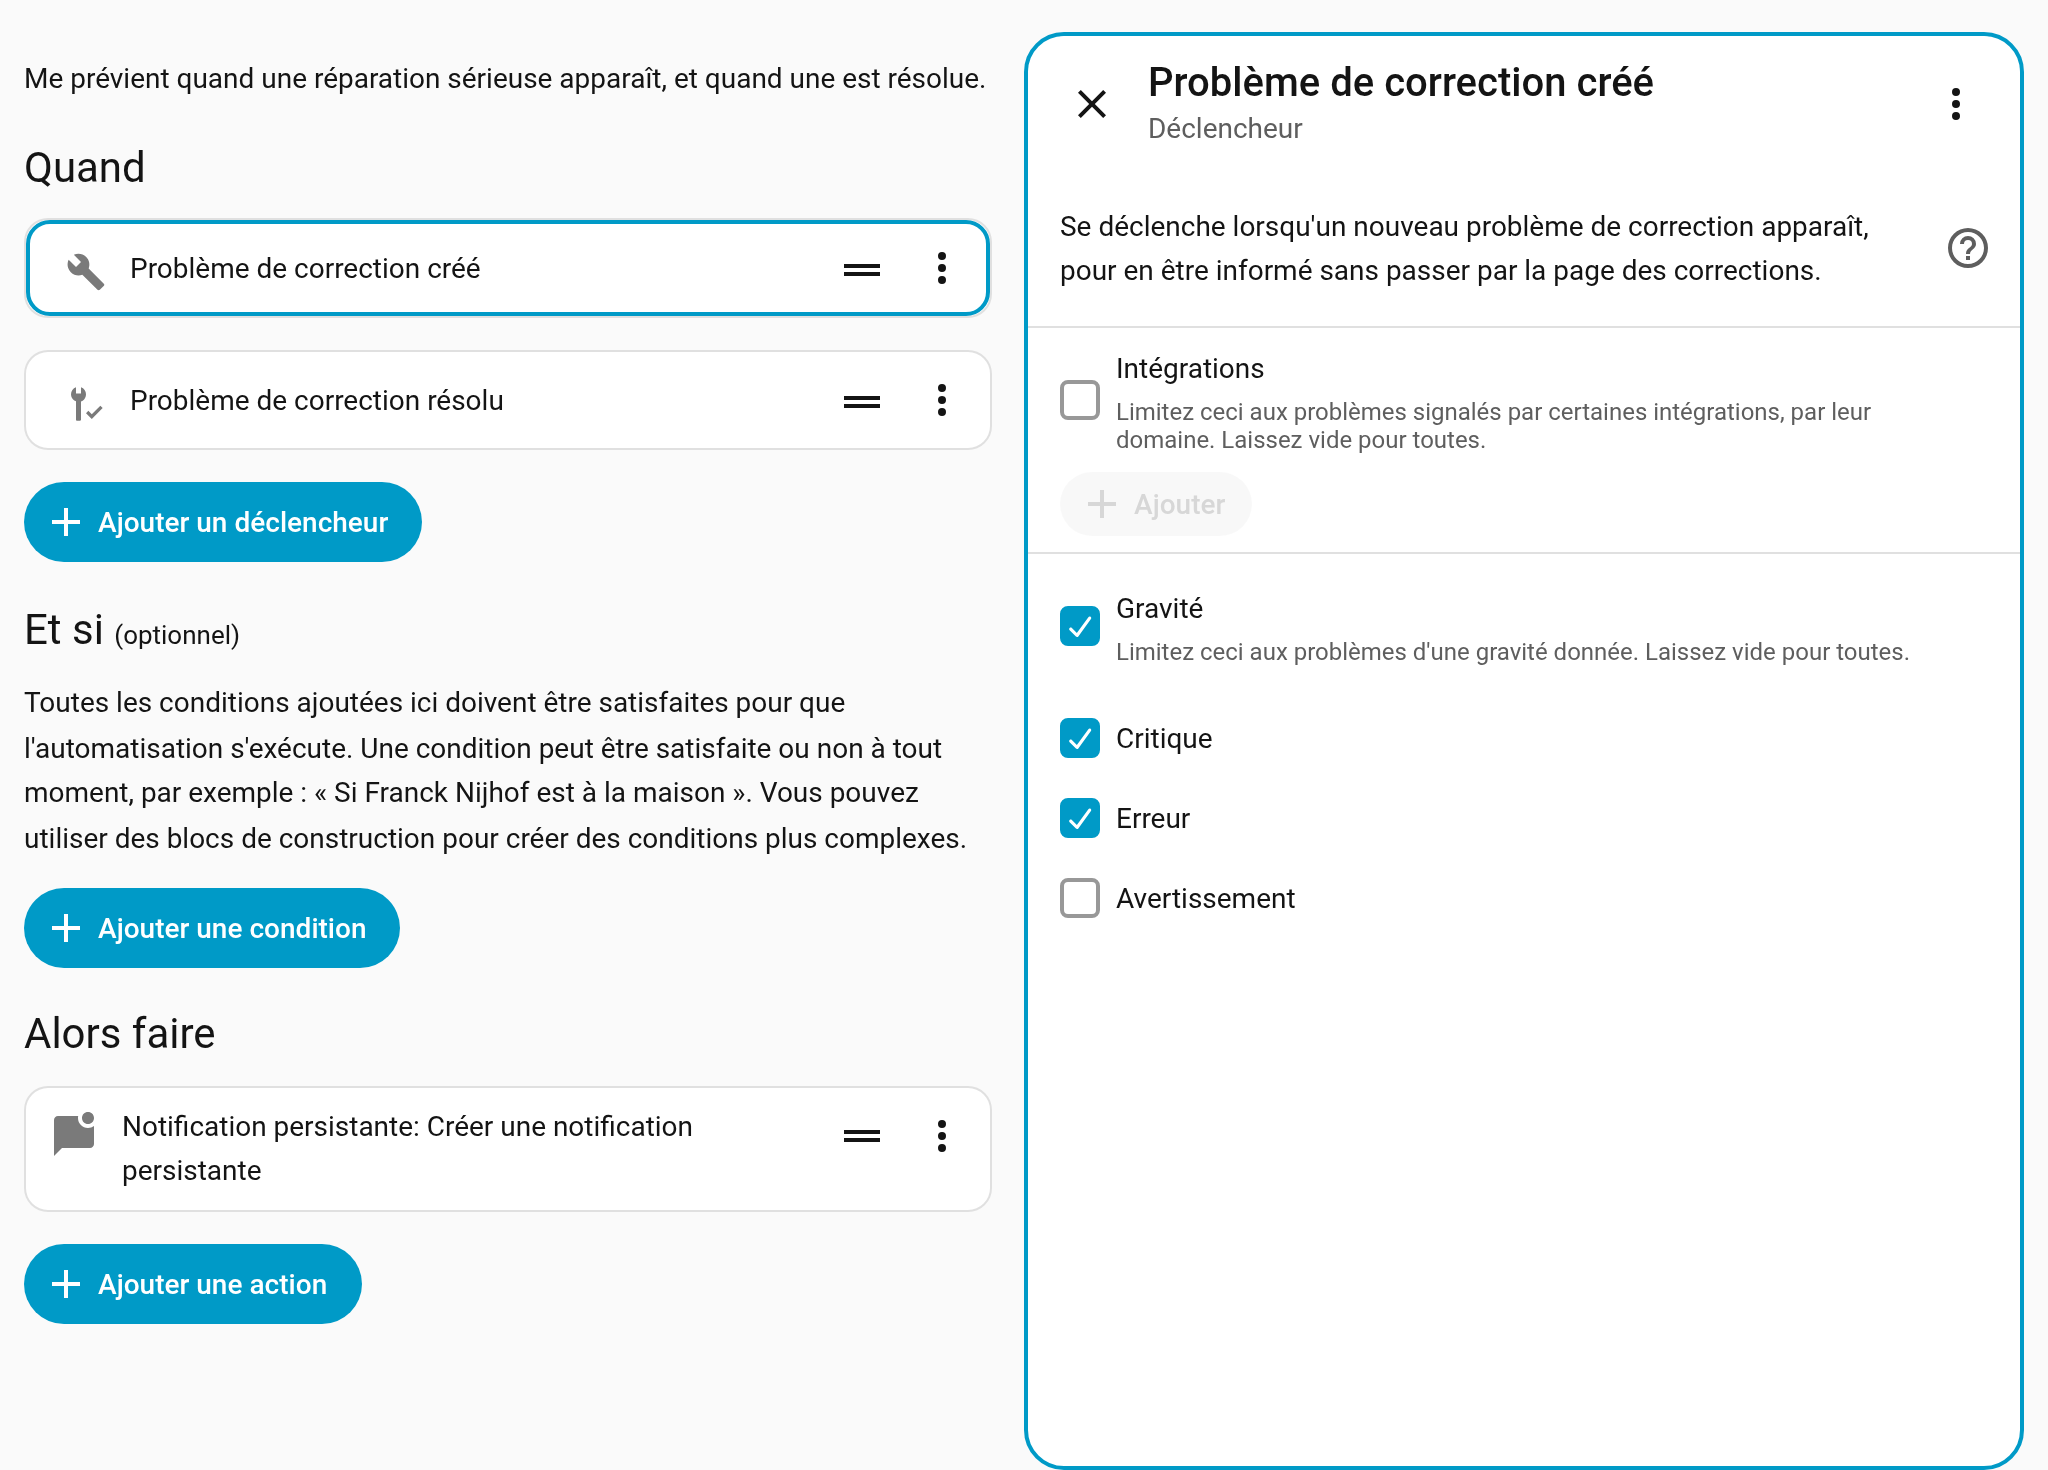 Me prévient quand une réparation sérieuse apparaît, et quand une est résolue.
Quand
Problème de correction créé
Problème de correction résolu
Ajouter un déclencheur
Et si (optionnel)
Toutes les conditions ajoutées ici doivent être satisfaites pour que
l'automatisation s'exécute. Une condition peut être satisfaite ou non à tout
moment, par exemple : « Si Franck Nijhof est à la maison ». Vous pouvez
utiliser des blocs de construction pour créer des conditions plus complexes.
Ajouter une condition
Alors faire
Notification persistante: Créer une notification
persistante
Ajouter une action
Problème de correction créé
Déclencheur
Se déclenche lorsqu'un nouveau problème de correction apparaît,
pour en être informé sans passer par la page des corrections.
Intégrations
Limitez ceci aux problèmes signalés par certaines intégrations, par leur
domaine. Laissez vide pour toutes.
Ajouter
Gravité
Limitez ceci aux problèmes d'une gravité donnée. Laissez vide pour toutes.
Critique
Erreur
Avertissement